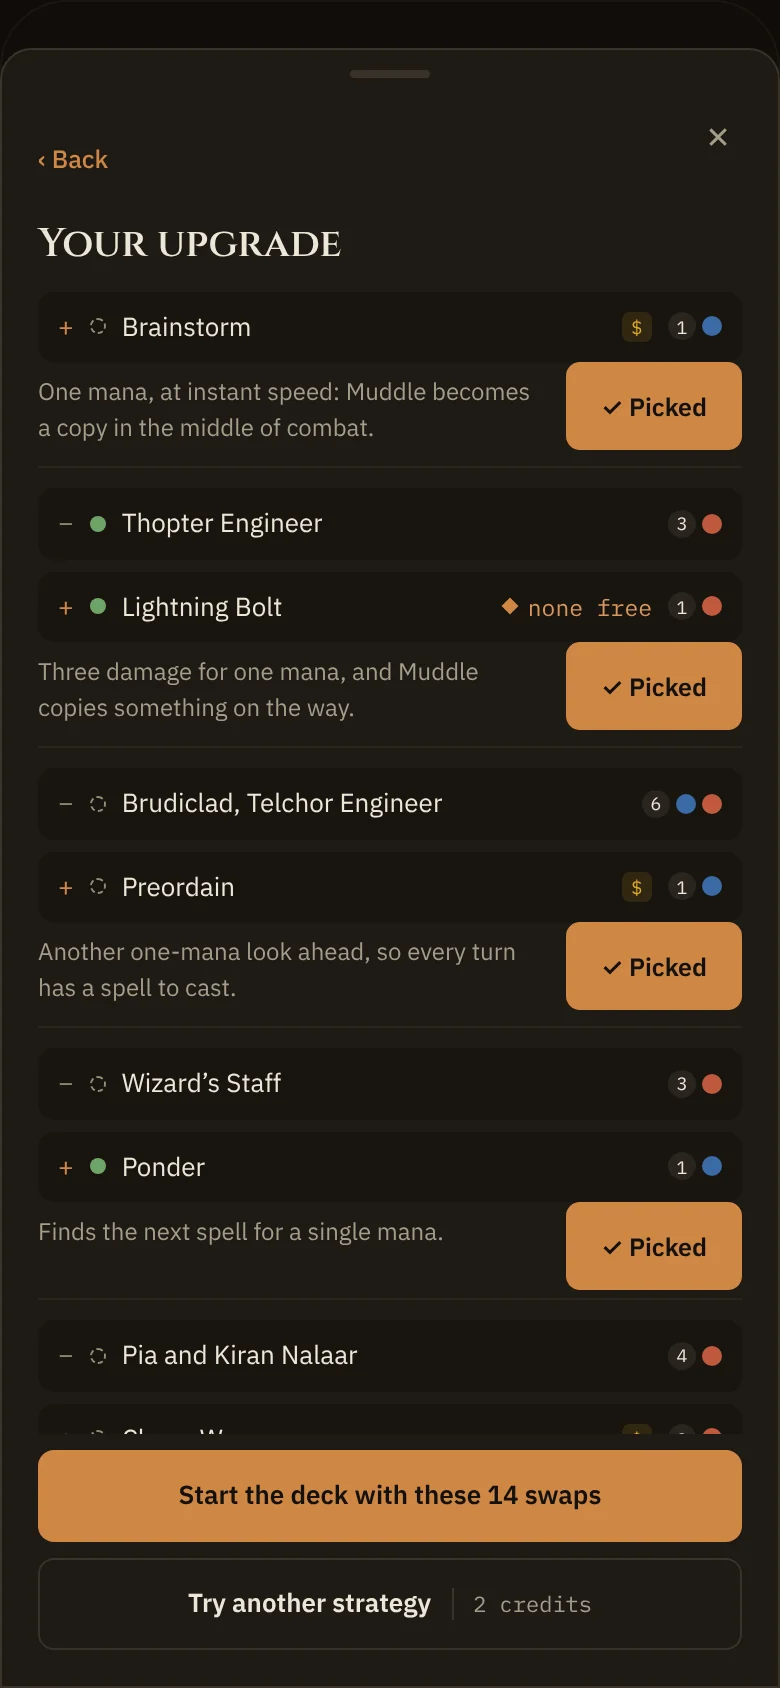 ✕
‹ Back
Your upgrade
+ Brainstorm $ 1
One mana, at instant speed: Muddle becomes
a copy in the middle of combat.
✓ Picked
− Thopter Engineer 3
+ Lightning Bolt ◆ none free 1
Three damage for one mana, and Muddle
copies something on the way.
✓ Picked
− Brudiclad, Telchor Engineer 6
+ Preordain $ 1
Another one-mana look ahead, so every turn
has a spell to cast.
✓ Picked
− Wizard’s Staff 3
+ Ponder 1
Finds the next spell for a single mana.
✓ Picked
− Pia and Kiran Nalaar 4
Start the deck with these 14 swaps
Try another strategy 2 credits